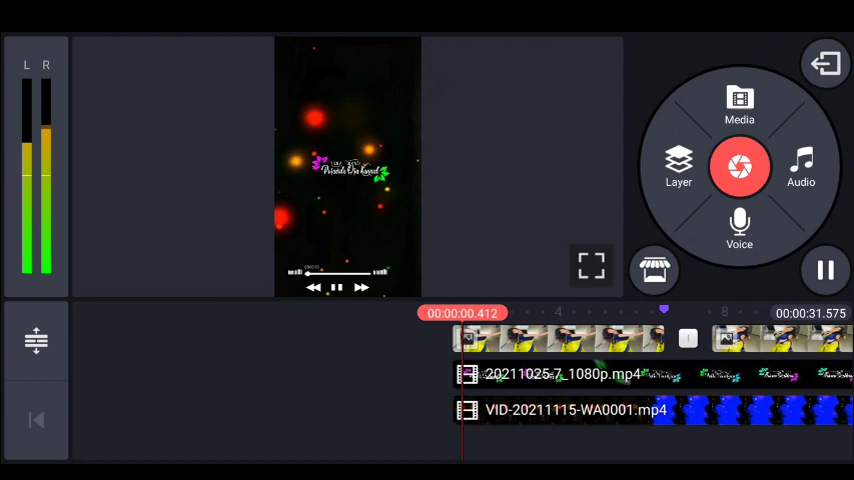 L R
Media
Layer
Audio
Voice
00:00:00.412
4
8
00:00:31.575
20211025-7_1080p.mp4
VID-20211115-WA0001.mp4